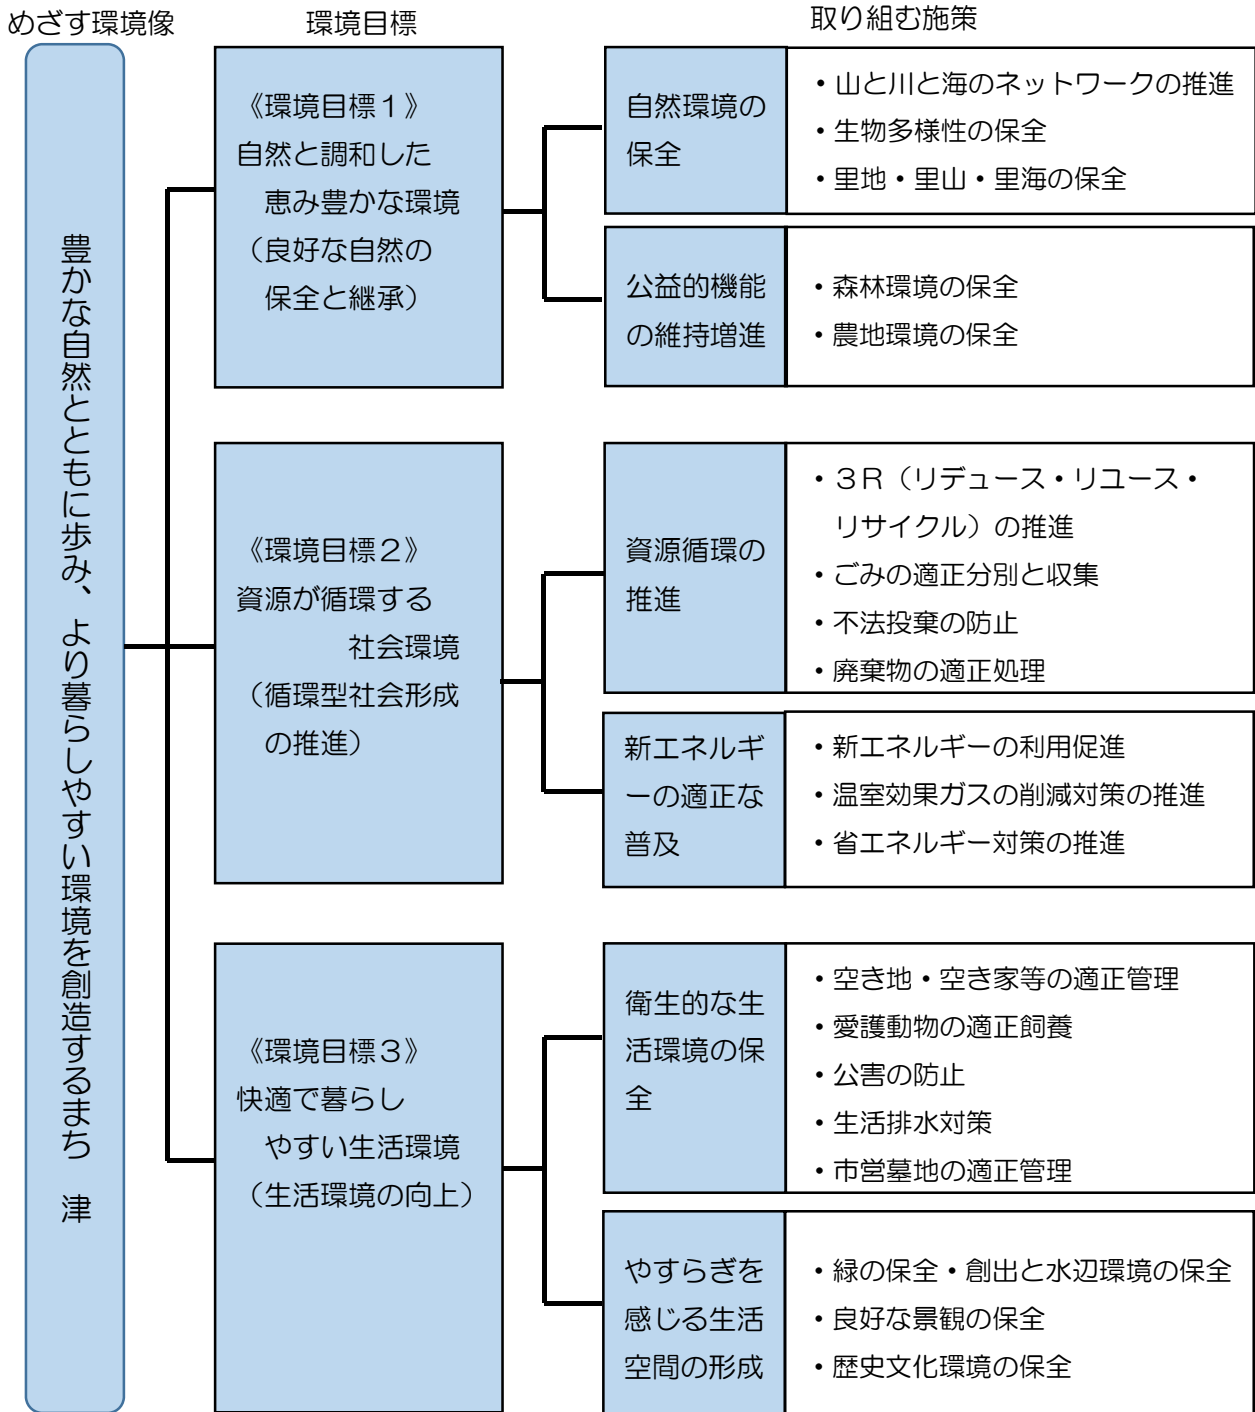 めざす環境像
環境目標
取り組む施策
豊かな自然とともに歩み、より暮らしやすい環境を創造するまち　津
《環境目標１》
自然と調和した
恵み豊かな環境
（良好な自然の
保全と継承）
自然環境の
保全
・山と川と海のネットワークの推進
・生物多様性の保全
・里地・里山・里海の保全
公益的機能
の維持増進
・森林環境の保全
・農地環境の保全
《環境目標２》
資源が循環する
社会環境
（循環型社会形成
の推進）
資源循環の
推進
・３Ｒ（リデュース・リユース・
リサイクル）の推進
・ごみの適正分別と収集
・不法投棄の防止
・廃棄物の適正処理
新エネルギ
ーの適正な
普及
・新エネルギーの利用促進
・温室効果ガスの削減対策の推進
・省エネルギー対策の推進
《環境目標３》
快適で暮らし
やすい生活環境
（生活環境の向上）
衛生的な生
活環境の保
全
・空き地・空き家等の適正管理
・愛護動物の適正飼養
・公害の防止
・生活排水対策
・市営墓地の適正管理
やすらぎを
感じる生活
空間の形成
・緑の保全・創出と水辺環境の保全
・良好な景観の保全
・歴史文化環境の保全